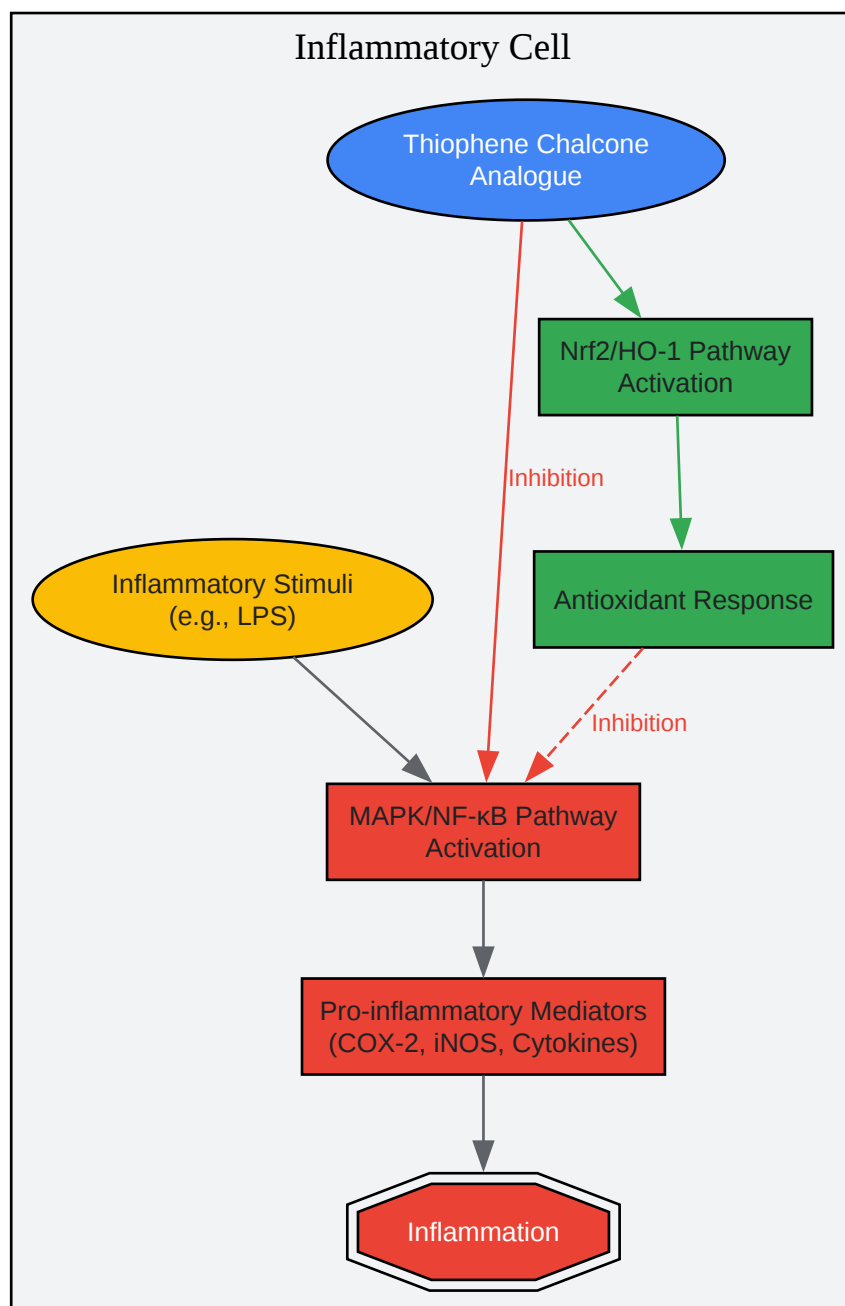 Inflammatory Cell
Thiophene Chalcone
Analogue
Nrf2/HO-1 Pathway
Activation
Inhibition
Inflammatory Stimuli
(e.g., LPS)
Antioxidant Response
Inhibition
MAPK/NF-κB Pathway
Activation
Pro-inflammatory Mediators
(COX-2, iNOS, Cytokines)
Inflammation